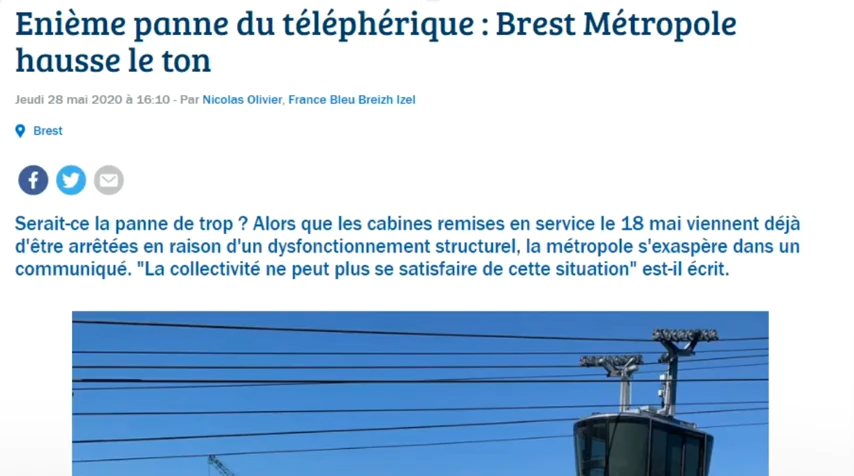 Enième panne du téléphérique : Brest Métropole
hausse le ton
Jeudi 28 mai 2020 à 16:10 - Par Nicolas Olivier, France Bleu Breizh Izel
Brest
Serait-ce la panne de trop ? Alors que les cabines remises en service le 18 mai viennent déjà
d'être arrêtées en raison d'un dysfonctionnement structurel, la métropole s'exaspère dans un
communiqué. "La collectivité ne peut plus se satisfaire de cette situation" est-il écrit.